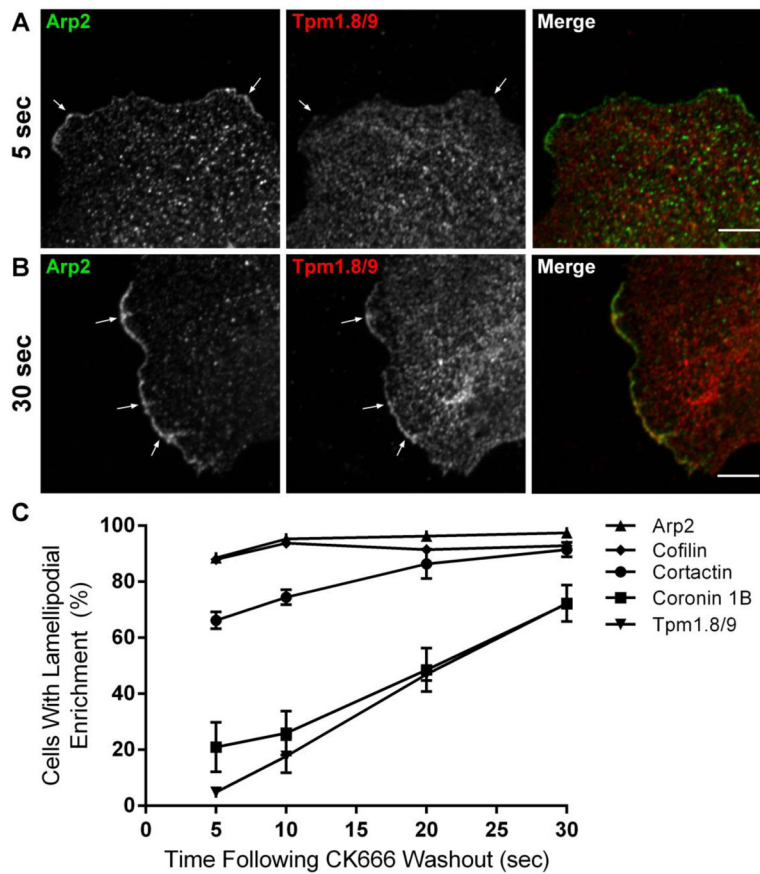 A
Arp2
Tpm1.8/9
Merge
5 sec
B
Arp2
Tpm1.8/9
Merge
30 sec
C
100
80
60
40
20
0
Cells With Lamellipodial
Enrichment (%)
0
5
10
20
30
Time Following CK666 Washout (sec)
Arp2
Cofilin
Cortactin
Coronin 1B
Tpm1.8/9